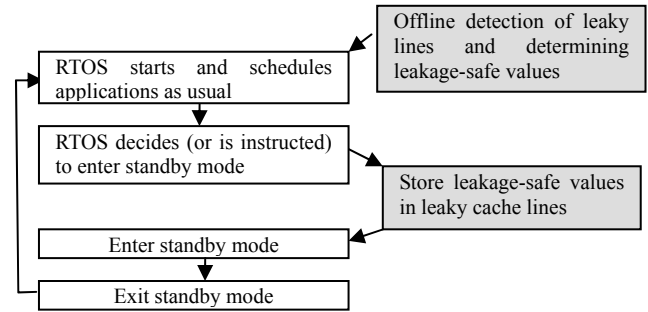 Offline detection of leaky
lines and determining
leakage-safe values
RTOS starts and schedules
applications as usual
RTOS decides (or is instructed)
to enter standby mode
Store leakage-safe values
in leaky cache lines
Enter standby mode
Exit standby mode